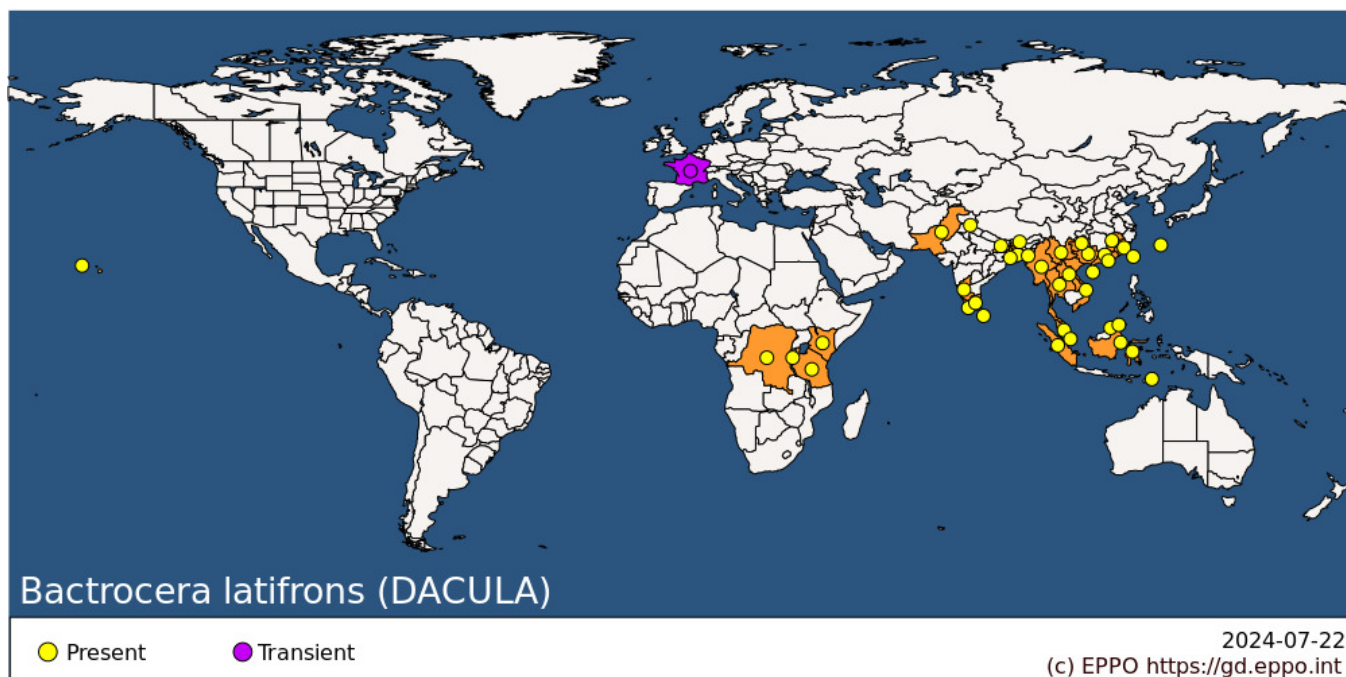 Bactrocera latifrons (DACULA)
Present
Transient
2024-07-22
(c) EPPO https://gd.eppo.int